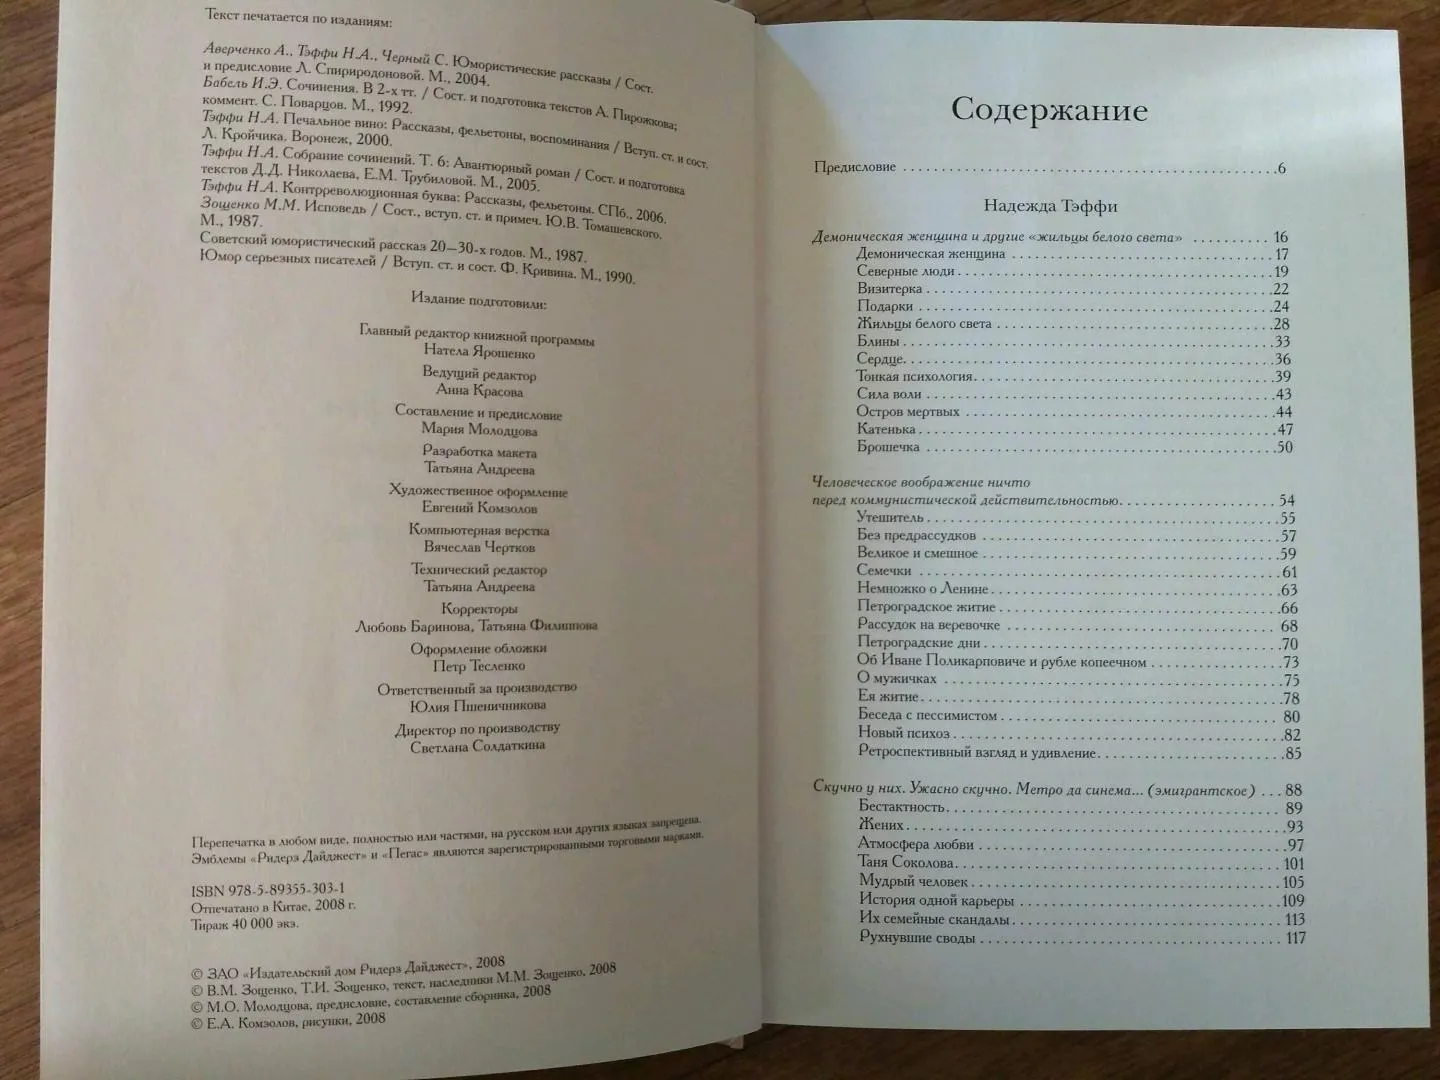 Текст печатается по изданиям:
Аверченко А., Тэффи Н.А., Черный С. Юмористические рассказы / Сост.
и предисловие Л. Спириродоновой. М., 2004.
Бабель И.Э. Сочинения. В 2-х тт. / Сост. и подготовка текстов А. Пирожкова;
коммент. С. Поварцов. М., 1992.
Тэффи Н.А. Печальное вино: Рассказы, фельетоны, воспоминания / Вступ. ст. и сост.
Л. Кройчика. Воронеж, 2000.
Тэффи Н.А. Собрание сочинений. Т. 6: Авантюрный роман / Сост. и подготовка
текстов Д.Д. Николаева, Е.М. Трубиловой. М., 2005.
Тэффи Н.А. Контрреволюционная буква: Рассказы, фельетоны. СПб., 2006.
Зощенко М.М. Исповедь / Сост., вступ. ст. и примеч. Ю.В. Томашевского.
М., 1987.
Советский юмористический рассказ 20—30-х годов. М., 1987.
Юмор серьезных писателей / Вступ. ст. и сост. Ф. Кривина. М., 1990.
Издание подготовили:
Главный редактор книжной программы
Натела Ярошенко
Ведущий редактор
Анна Красова
Составление и предисловие
Мария Молодцова
Разработка макета
Татьяна Андреева
Художественное оформление
Евгений Комзолов
Компьютерная верстка
Вячеслав Чертков
Технический редактор
Татьяна Андреева
Корректоры
Любовь Баринова, Татьяна Филиппова
Оформление обложки
Петр Тесленко
Ответственный за производство
Юлия Пшеничникова
Директор по производству
Светлана Солдаткина
Перепечатка в любом виде, полностью или частями, на русском или других языках запрещена.
Эмблемы «Ридерз Дайджест» и «Пегас» являются зарегистрированными торговыми марками.
ISBN 978-5-89355-303-1
Отпечатано в Китае, 2008 г.
Тираж 40 000 экз.
© ЗАО «Издательский дом Ридерз Дайджест», 2008
© В.М. Зощенко, Т.И. Зощенко, текст, наследники М.М. Зощенко, 2008
© М.О. Молодцова, предисловие, составление сборника, 2008
© Е.А. Комзолов, рисунки, 2008
Содержание
Предисловие . . . . . . . . . . 6
Надежда Тэффи
Демоническая женщина и другие «жильцы белого света» . . . . . . . . . . 16
Демоническая женщина . . . . . . . . . . 17
Северные люди . . . . . . . . . . 19
Визитерка . . . . . . . . . . 22
Подарки . . . . . . . . . . 24
Жильцы белого света . . . . . . . . . . 28
Блины . . . . . . . . . . 33
Сердце . . . . . . . . . . 36
Тонкая психология . . . . . . . . . . 39
Сила воли . . . . . . . . . . 43
Остров мертвых . . . . . . . . . . 44
Катенька . . . . . . . . . . 47
Брошечка . . . . . . . . . . 50
Человеческое воображение ничто
перед коммунистической действительностью . . . . . . . . . . 54
Утешитель . . . . . . . . . . 55
Без предрассудков . . . . . . . . . . 57
Великое и смешное . . . . . . . . . . 59
Семечки . . . . . . . . . . 61
Немножко о Ленине . . . . . . . . . . 63
Петроградское житие . . . . . . . . . . 66
Рассудок на веревочке . . . . . . . . . . 68
Петроградские дни . . . . . . . . . . 70
Об Иване Поликарповиче и рубле копеечном . . . . . . . . . . 73
О мужичках . . . . . . . . . . 75
Ея житие . . . . . . . . . . 78
Беседа с пессимистом . . . . . . . . . . 80
Новый психоз . . . . . . . . . . 82
Ретроспективный взгляд и удивление . . . . . . . . . . 85
Скучно у них. Ужасно скучно. Метро да синема... (эмигрантское) . . . 88
Бестактность . . . . . . . . . . 89
Жених . . . . . . . . . . 93
Атмосфера любви . . . . . . . . . . 97
Таня Соколова . . . . . . . . . . 101
Мудрый человек . . . . . . . . . . 105
История одной карьеры . . . . . . . . . . 109
Их семейные скандалы . . . . . . . . . . 113
Рухнувшие своды . . . . . . . . . . 117